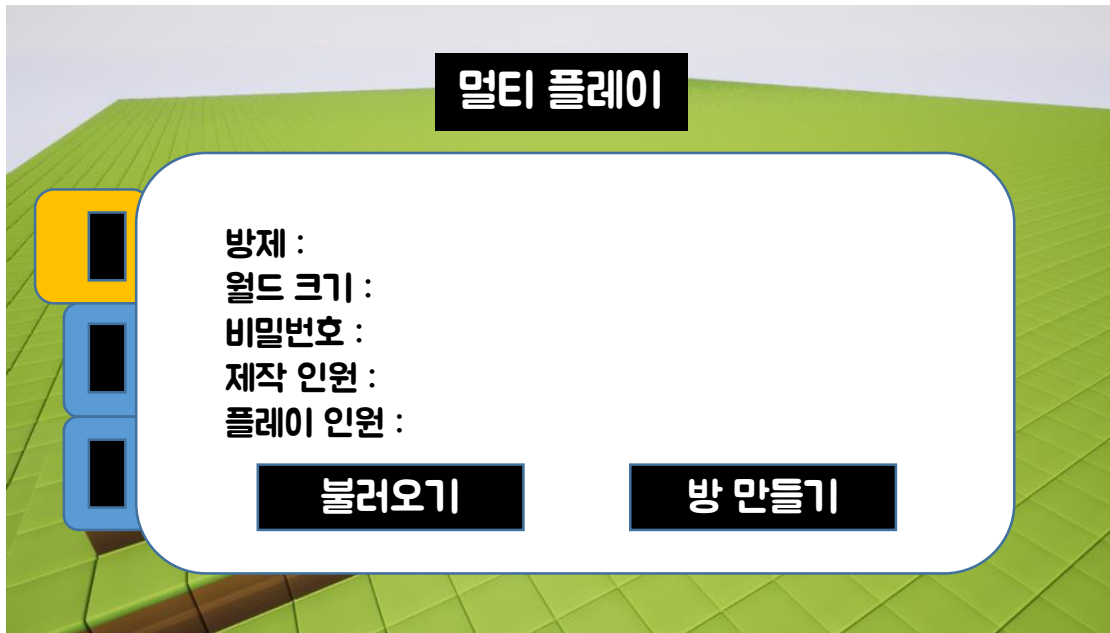 멀티 플레이
방제 :
월드 크기 :
비밀번호 :
제작 인원 :
플레이 인원 :
불러오기
방 만들기